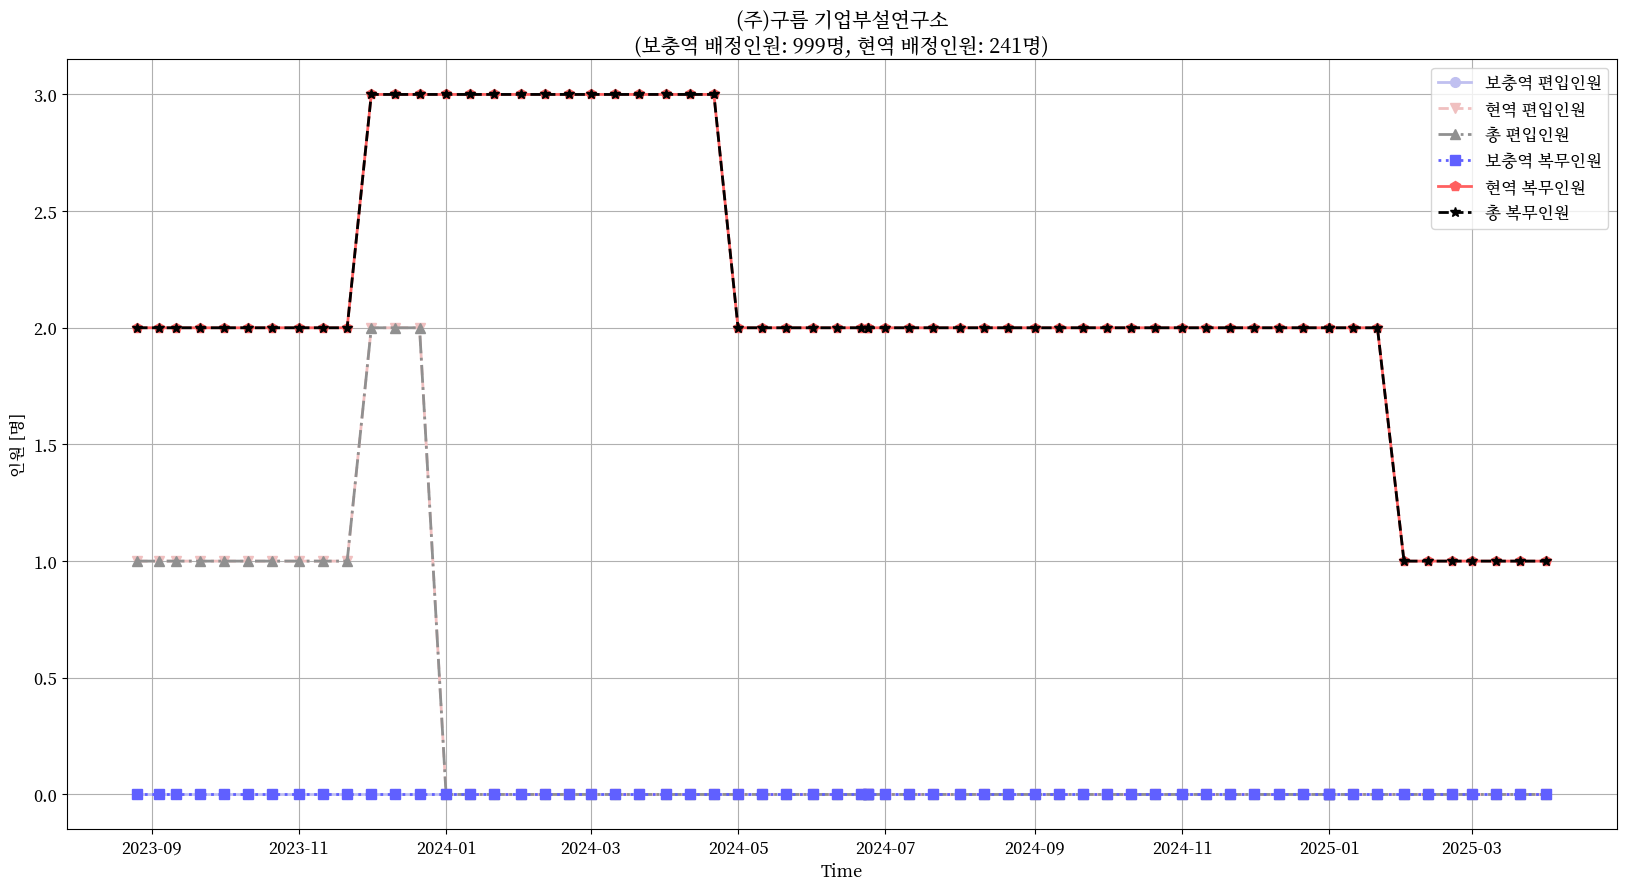 (주)구름 기업부설연구소
(보충역 배정인원: 999명, 현역 배정인원: 241명)
보충역 편입인원
현역 편입인원
총 편입인원
보충역 복무인원
현역 복무인원
총 복무인원
인원 [명]
3.0
2.5
2.0
1.5
1.0
0.5
0.0
2023-09
2023-11
2024-01
2024-03
2024-05
2024-07
2024-09
2024-11
2025-01
2025-03
Time